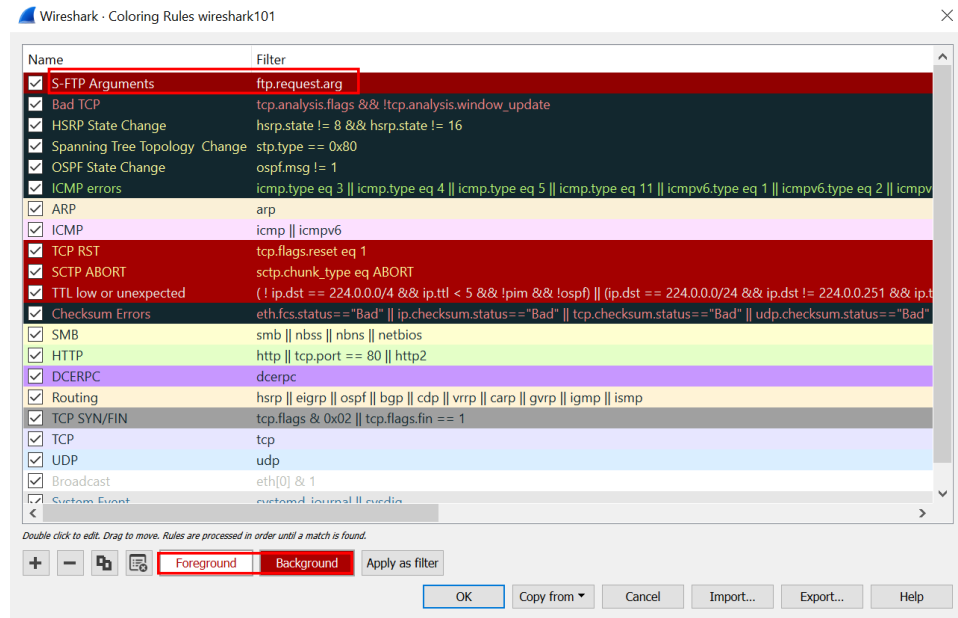 Wireshark · Coloring Rules wireshark101
Name Filter
S-FTP Arguments ftp.request.arg
Bad TCP tcp.analysis.flags && !tcp.analysis.window_update
HSRP State Change hsrp.state != 8 && hsrp.state != 16
Spanning Tree Topology Change stp.type == 0x80
OSPF State Change ospf.msg != 1
ICMP errors icmp.type eq 3 || icmp.type eq 4 || icmp.type eq 5 || icmp.type eq 11 || icmpv6.type eq 1 || icmpv6.type eq 2 || icmpv
ARP arp
ICMP icmp || icmpv6
TCP RST tcp.flags.reset eq 1
SCTP ABORT sctp.chunk_type eq ABORT
TTL low or unexpected ( ! ip.dst == 224.0.0.0/4 && ip.ttl < 5 && !pim && !ospf) || (ip.dst == 224.0.0.0/24 && ip.dst != 224.0.0.251 && ip.t
Checksum Errors eth.fcs.status=="Bad" || ip.checksum.status=="Bad" || tcp.checksum.status=="Bad" || udp.checksum.status=="Bad"
SMB smb || nbss || nbns || netbios
HTTP http || tcp.port == 80 || http2
DCERPC dcerpc
Routing hsrp || eigrp || ospf || bgp || cdp || vrrp || carp || gvrp || igmp || ismp
TCP SYN/FIN tcp.flags & 0x02 || tcp.flags.fin == 1
TCP tcp
UDP udp
Broadcast eth[0] & 1
System Event systemd_journal || sysdig
Double click to edit. Drag to move. Rules are processed in order until a match is found.
Foreground Background Apply as filter
OK Copy from Cancel Import... Export... Help